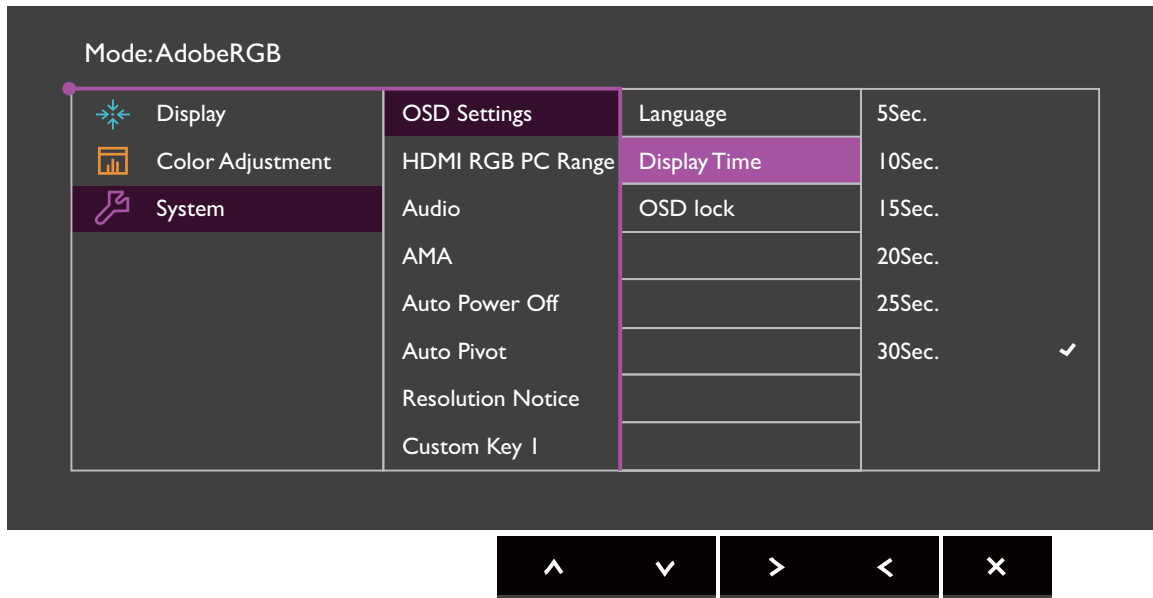 Mode: AdobeRGB
Display
Color Adjustment
System
OSD Settings
HDMI RGB PC Range
Audio
AMA
Auto Power Off
Auto Pivot
Resolution Notice
Custom Key 1
Language
Display Time
OSD lock
5Sec.
10Sec.
15Sec.
20Sec.
25Sec.
30Sec.